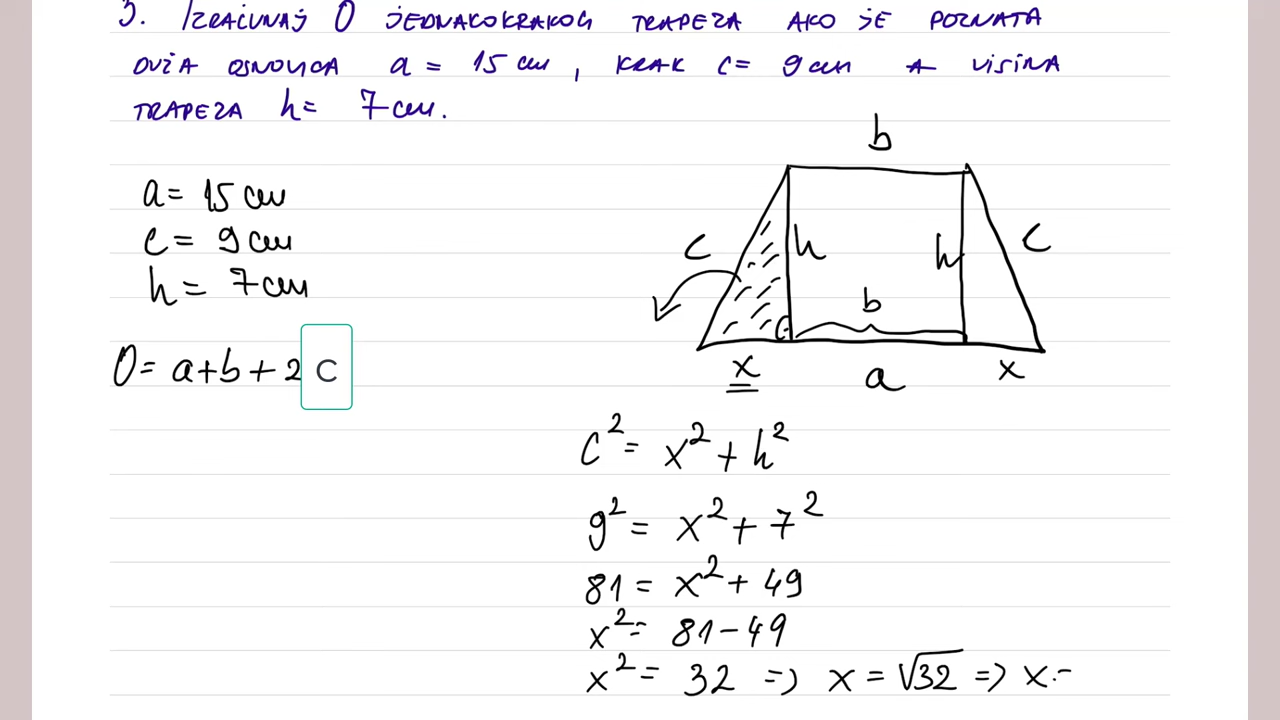 3. IZRAČUNAJ O JEDNAKOKRAKOG TRAPEZA AKO JE POZNATA
DUŽA OSNOVICA a = 15 cm, KRAK c = 9 cm A VISINA
TRAPEZA h = 7 cm.
a = 15 cm
c = 9 cm
h = 7 cm
O = a+b+2c
b
c
h
h
c
b
x
a
x
c² = x² + h²
9² = x² + 7²
81 = x² + 49
x² = 81 - 49
x² = 32 => x = √32 => x =